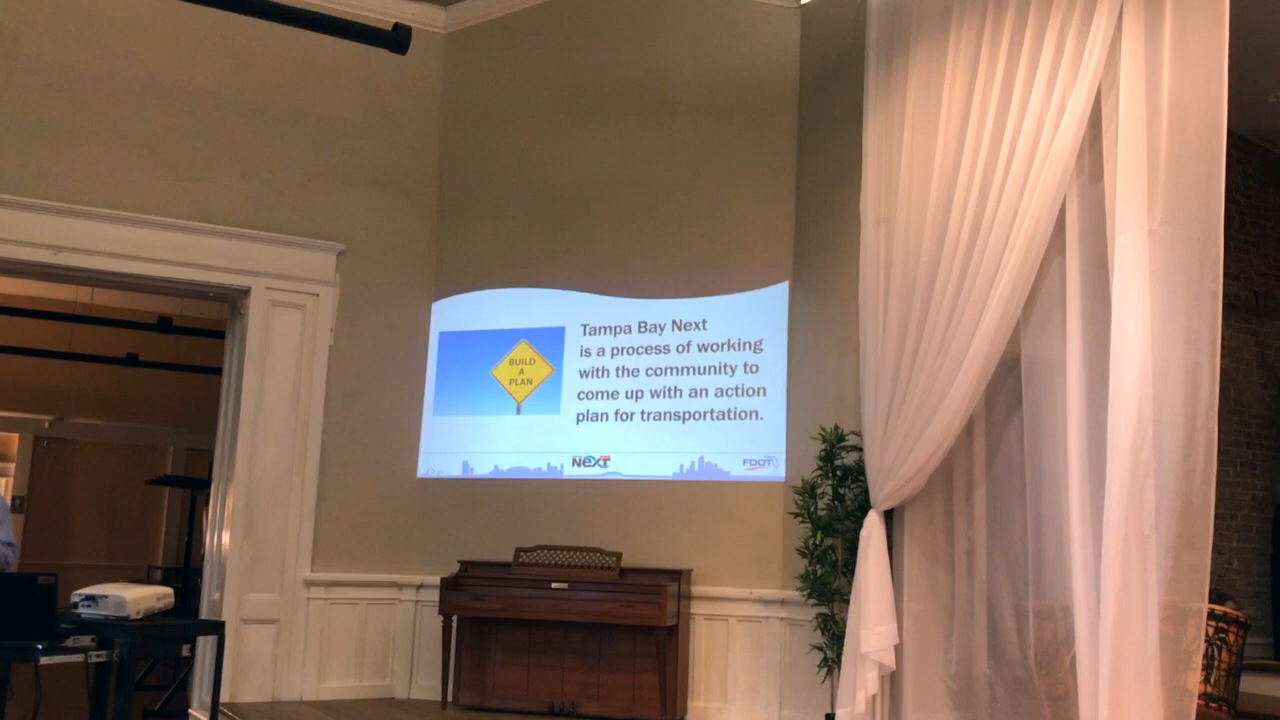 BUILD
A
PLAN
Tampa Bay Next
is a process of working
with the community to
come up with an action
plan for transportation.
NEXT
FDOT